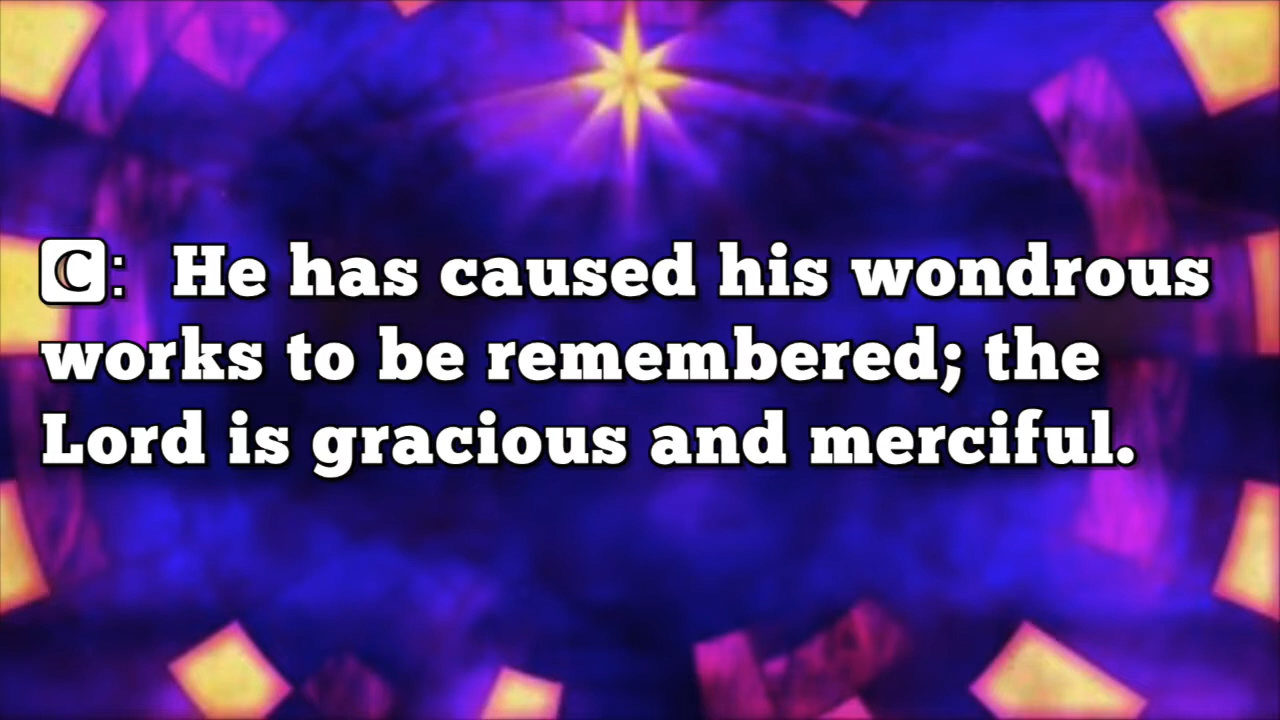 C: He has caused his wondrous
works to be remembered; the
Lord is gracious and merciful.